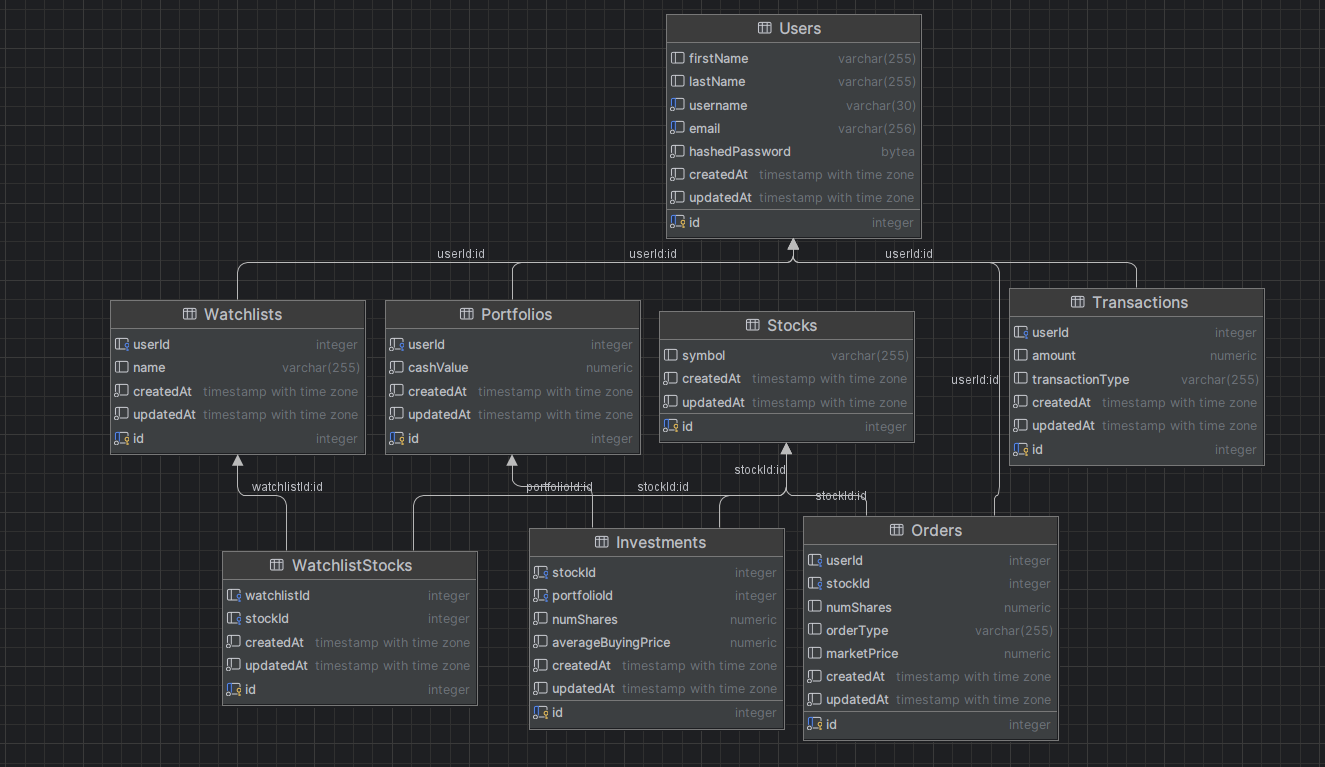 Users
firstName varchar(255)
lastName varchar(255)
username varchar(30)
email varchar(256)
hashedPassword bytea
createdAt timestamp with time zone
updatedAt timestamp with time zone
id integer
userId:id
userId:id
userId:id
userId:id
Watchlists
userId integer
name varchar(255)
createdAt timestamp with time zone
updatedAt timestamp with time zone
id integer
Portfolios
userId integer
cashValue numeric
createdAt timestamp with time zone
updatedAt timestamp with time zone
id integer
Stocks
symbol varchar(255)
createdAt timestamp with time zone
updatedAt timestamp with time zone
id integer
Transactions
userId integer
amount numeric
transactionType varchar(255)
createdAt timestamp with time zone
updatedAt timestamp with time zone
id integer
watchlistId:id
portfolioId:id
stockId:id
stockId:id
stockId:id
WatchlistStocks
watchlistId integer
stockId integer
createdAt timestamp with time zone
updatedAt timestamp with time zone
id integer
Investments
stockId integer
portfolioId integer
numShares numeric
averageBuyingPrice numeric
createdAt timestamp with time zone
updatedAt timestamp with time zone
id integer
Orders
userId integer
stockId integer
numShares numeric
orderType varchar(255)
marketPrice numeric
createdAt timestamp with time zone
updatedAt timestamp with time zone
id integer